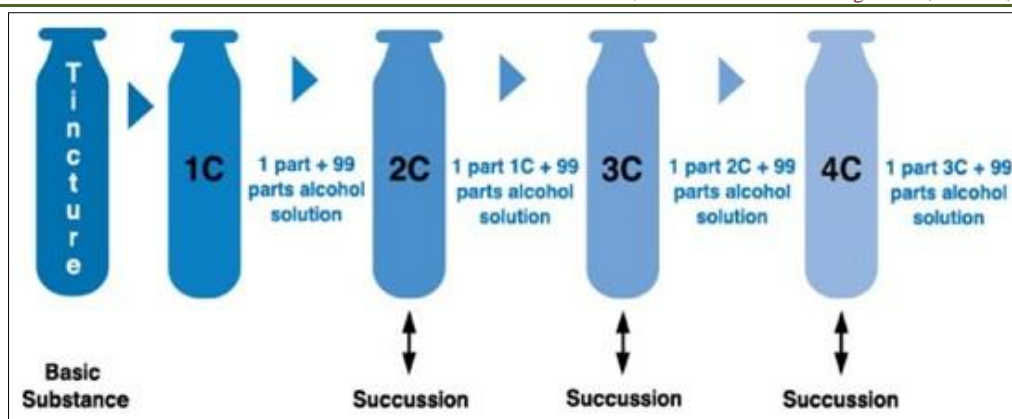 Tincture
1C
1 part + 99
parts alcohol
solution
2C
1 part 1C + 99
parts alcohol
solution
3C
1 part 2C + 99
parts alcohol
solution
4C
1 part 3C + 99
parts alcohol
solution
Basic
Substance
Succussion
Succussion
Succussion